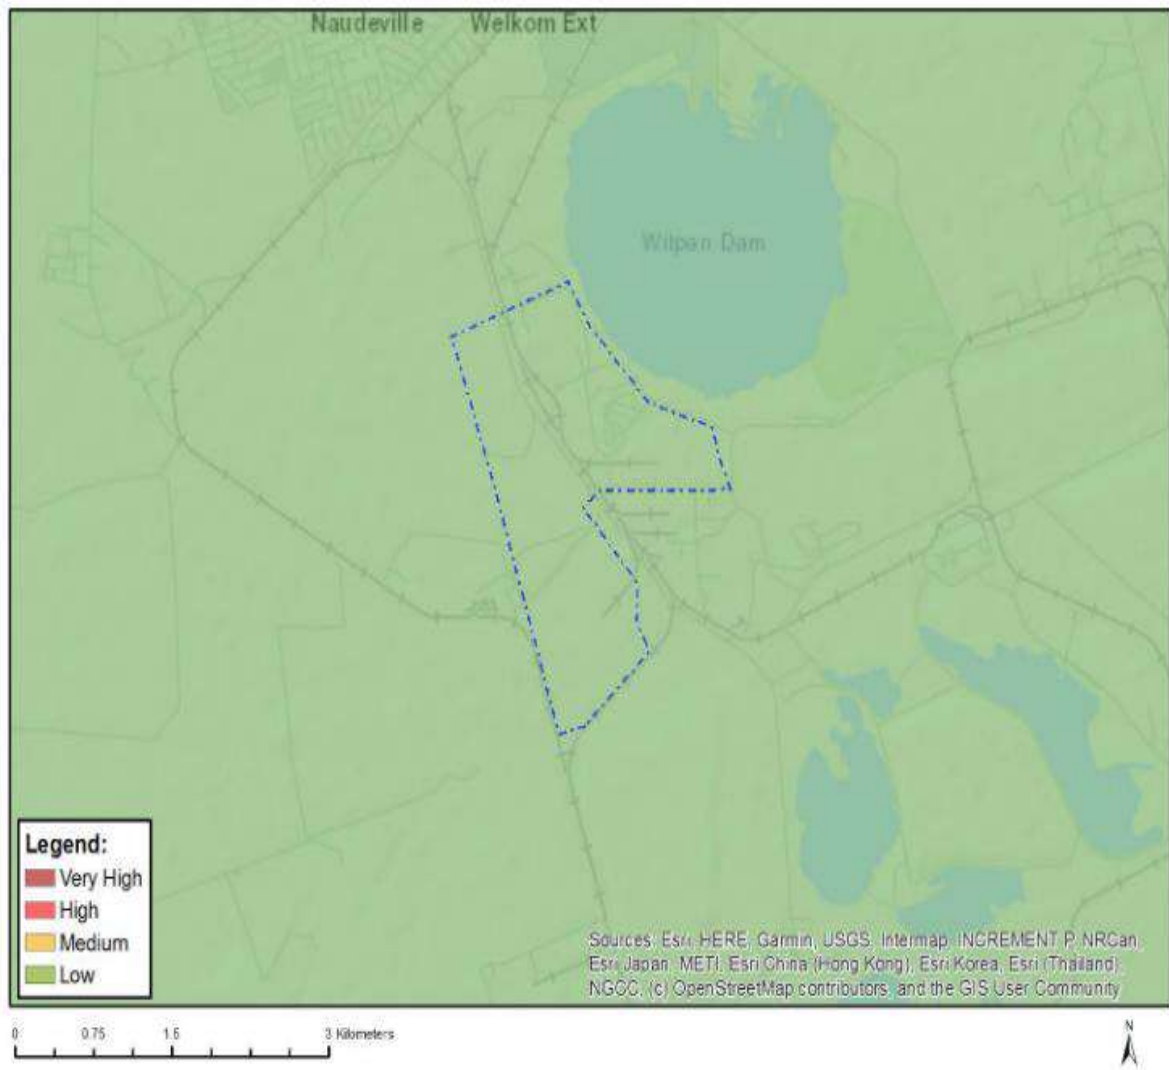 Naudeville Welkom Ext
Witpan Dam
Legend:
Very High
High
Medium
Low
Sources: Esri, HERE, Garmin, USGS, Intermap, INCREMENT P, NRCan,
Esri Japan, METI, Esri China (Hong Kong), Esri Korea, Esri (Thailand),
NGCC, (c) OpenStreetMap contributors, and the GIS User Community
0 0.75 1.5 3 Kilometers
N